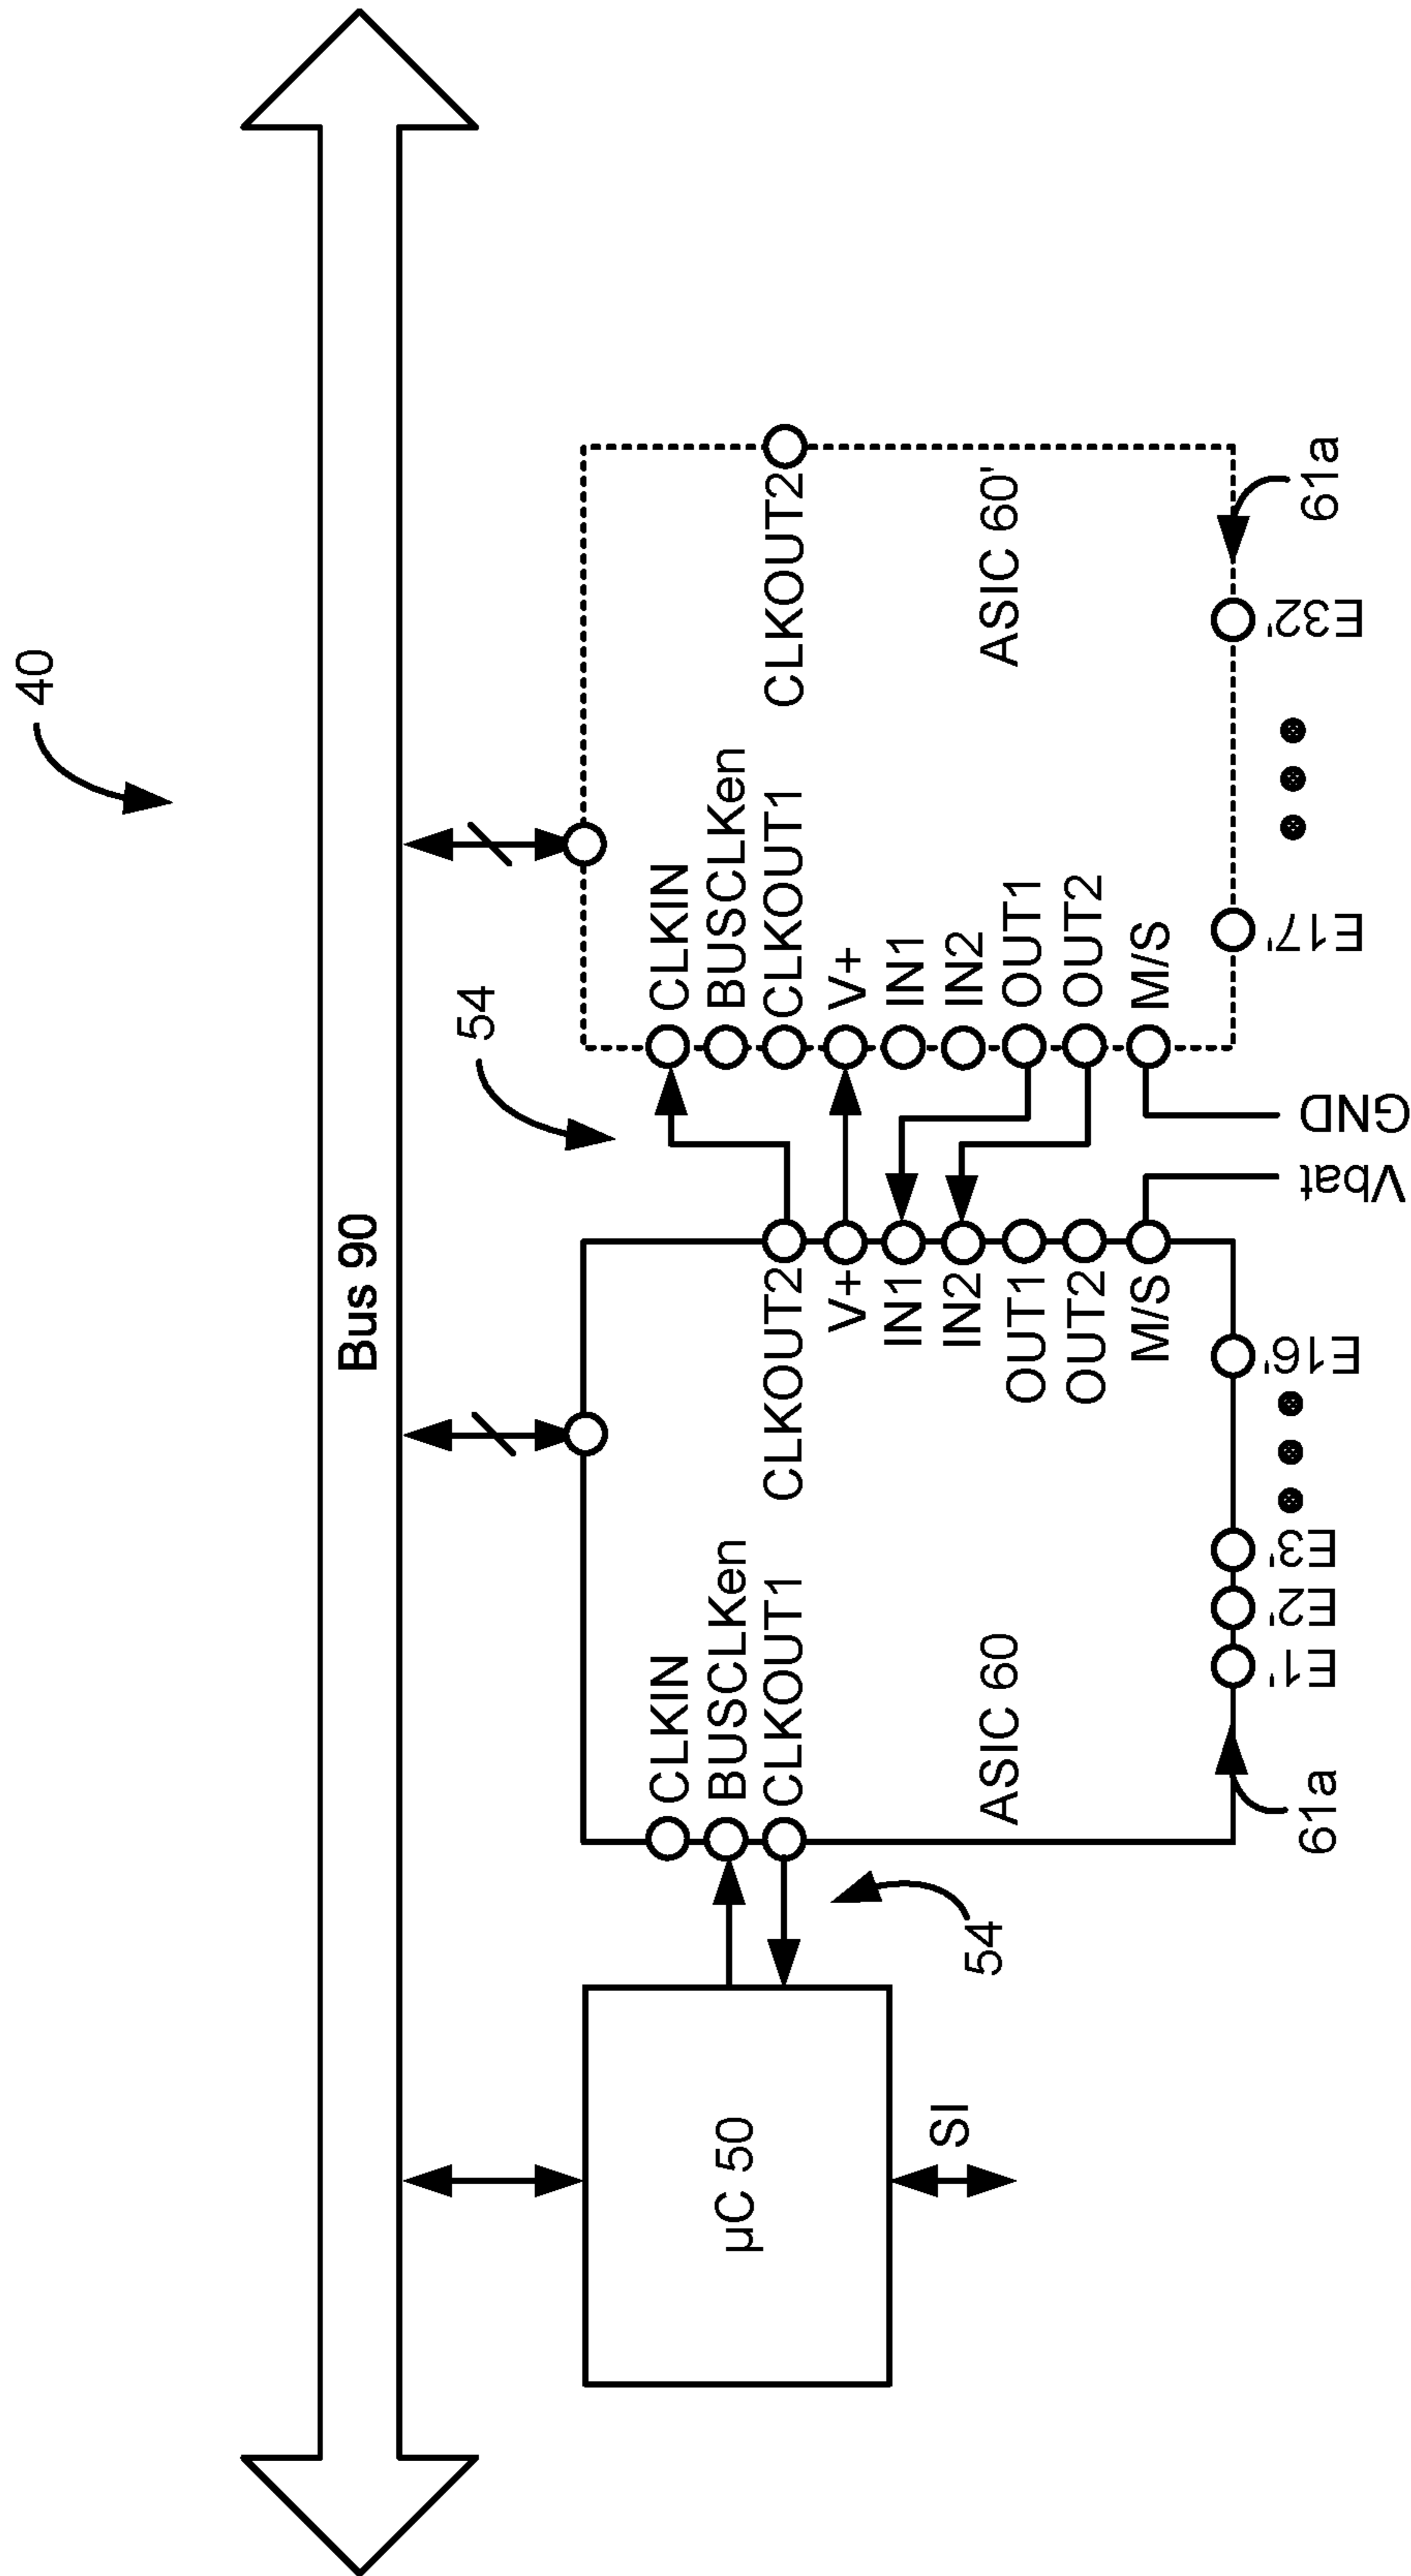 40
Bus 90
54
µC 50
SI
54
CLKIN
BUSCLKen
CLKOUT1
ASIC 60
CLKOUT2
V+
IN1
IN2
OUT1
OUT2
M/S
61a
E1'
E2'
E3'
E16'
Vbat
GND
CLKIN
BUSCLKen
CLKOUT1
V+
IN1
IN2
OUT1
OUT2
M/S
CLKOUT2
ASIC 60'
E17'
E32'
61a